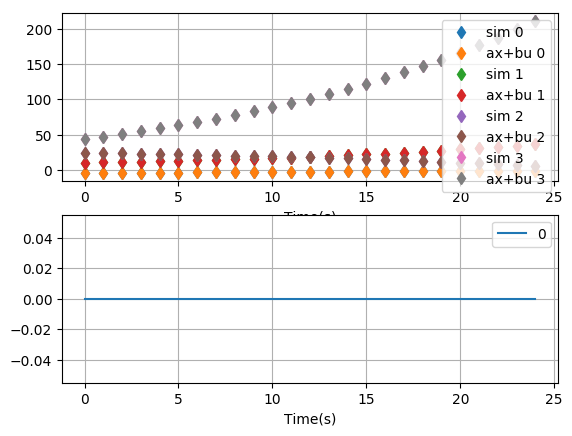 200
150
100
50
0
sim 0
ax+bu 0
sim 1
ax+bu 1
sim 2
ax+bu 2
sim 3
ax+bu 3
0 5 10 15 20 25
Time(s)
0.04
0.02
0.00
−0.02
−0.04
0
0 5 10 15 20 25
Time(s)